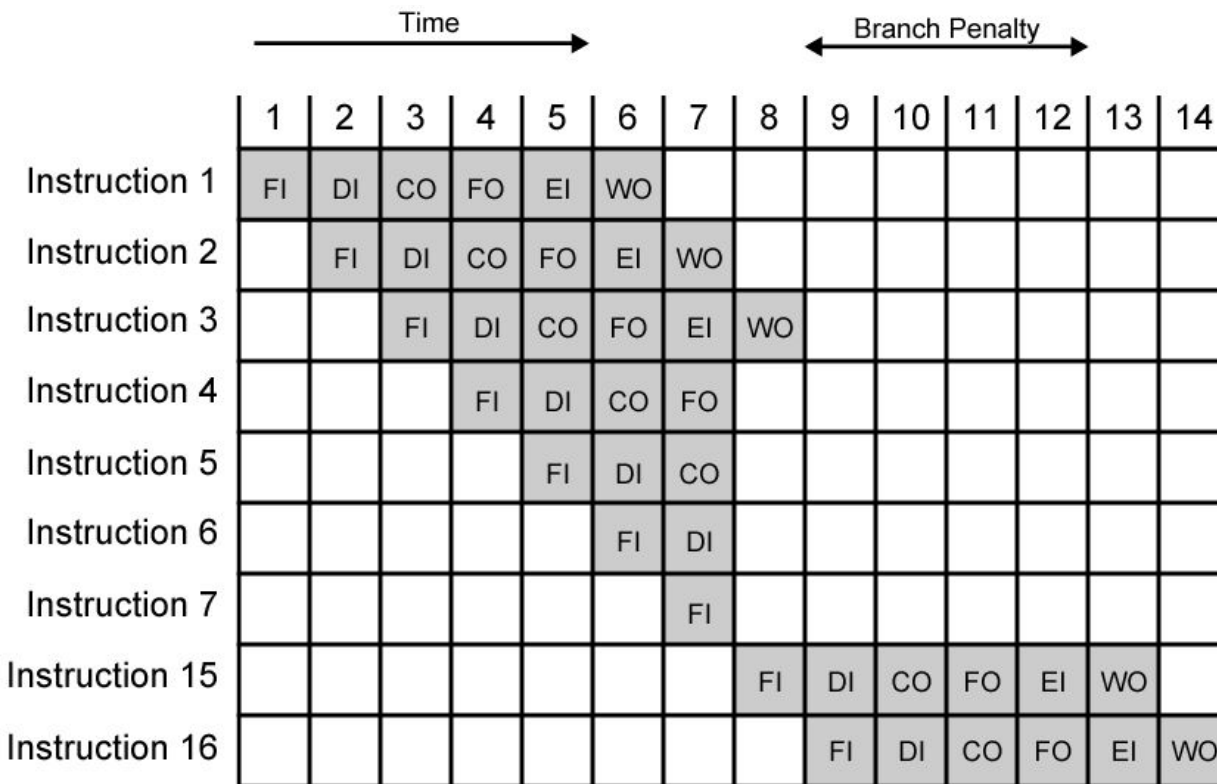 Time Branch Penalty
1 2 3 4 5 6 7 8 9 10 11 12 13 14
Instruction 1 FI DI CO FO EI WO
Instruction 2 FI DI CO FO EI WO
Instruction 3 FI DI CO FO EI WO
Instruction 4 FI DI CO FO
Instruction 5 FI DI CO
Instruction 6 FI DI
Instruction 7 FI
Instruction 15 FI DI CO FO EI WO
Instruction 16 FI DI CO FO EI WO